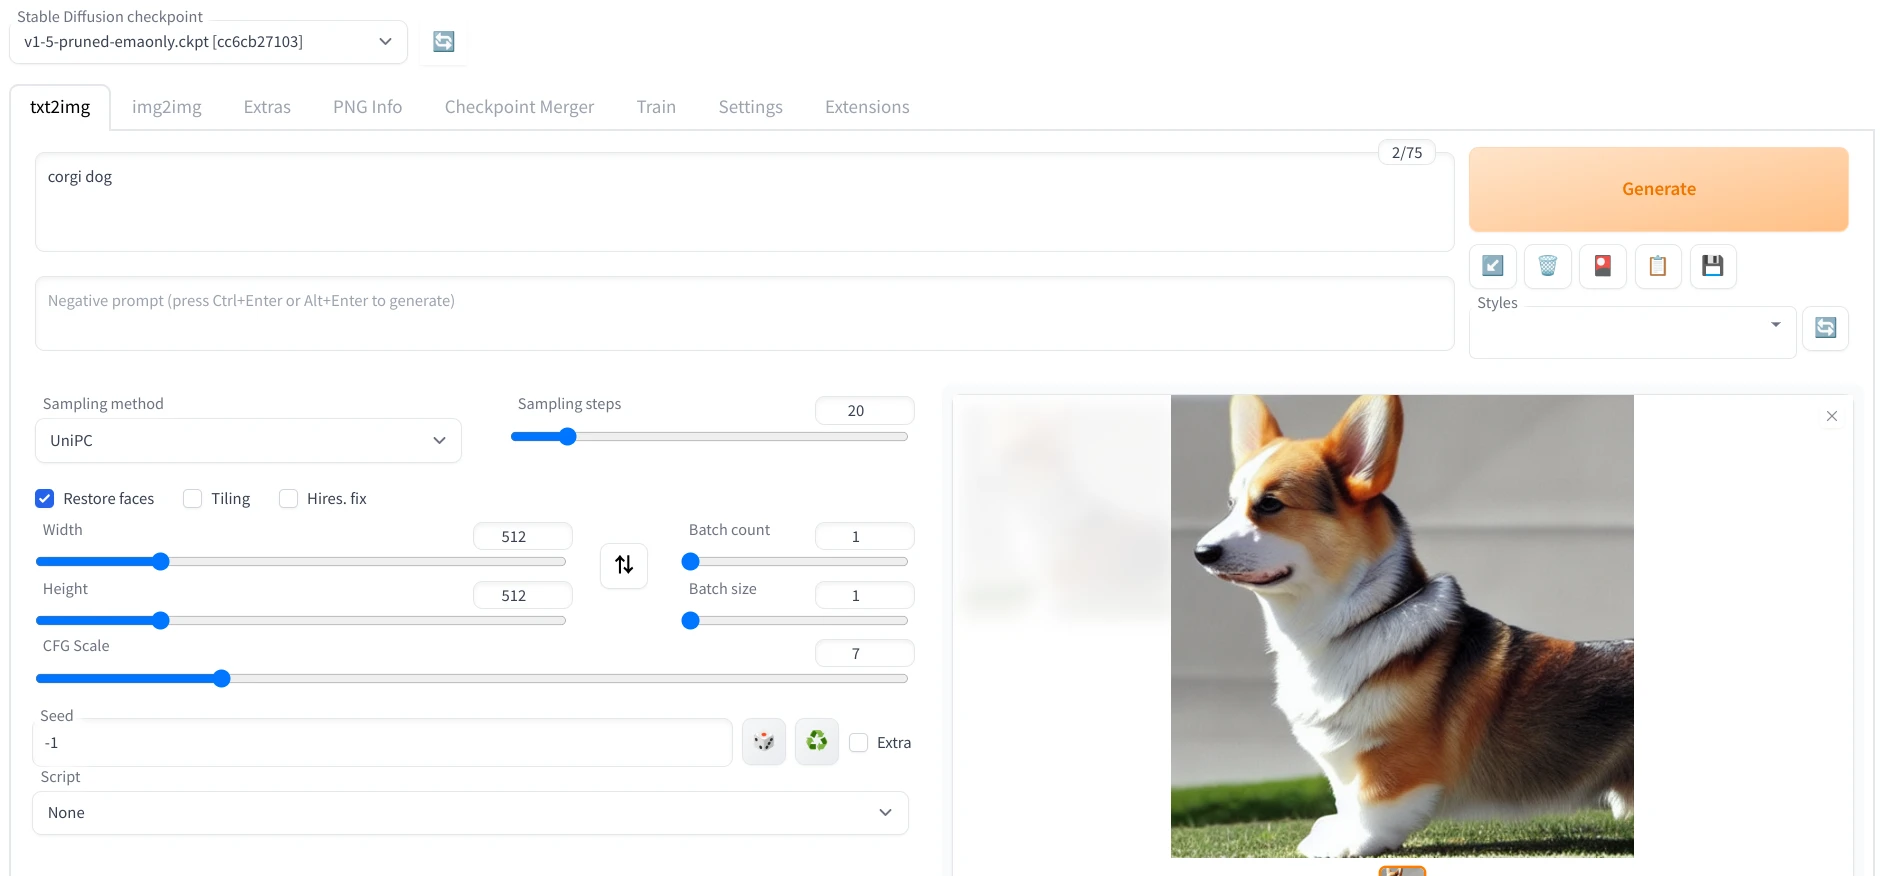 Stable Diffusion checkpoint
v1-5-pruned-emaonly.ckpt [cc6cb27103]
txt2img img2img Extras PNG Info Checkpoint Merger Train Settings Extensions
2/75
corgi dog
Generate
Negative prompt (press Ctrl+Enter or Alt+Enter to generate)
Styles
Sampling method
UniPC
Sampling steps
20
Restore faces Tiling Hires. fix
Width
512
Batch count
1
Height
512
Batch size
1
CFG Scale
7
Seed
-1
Extra
Script
None